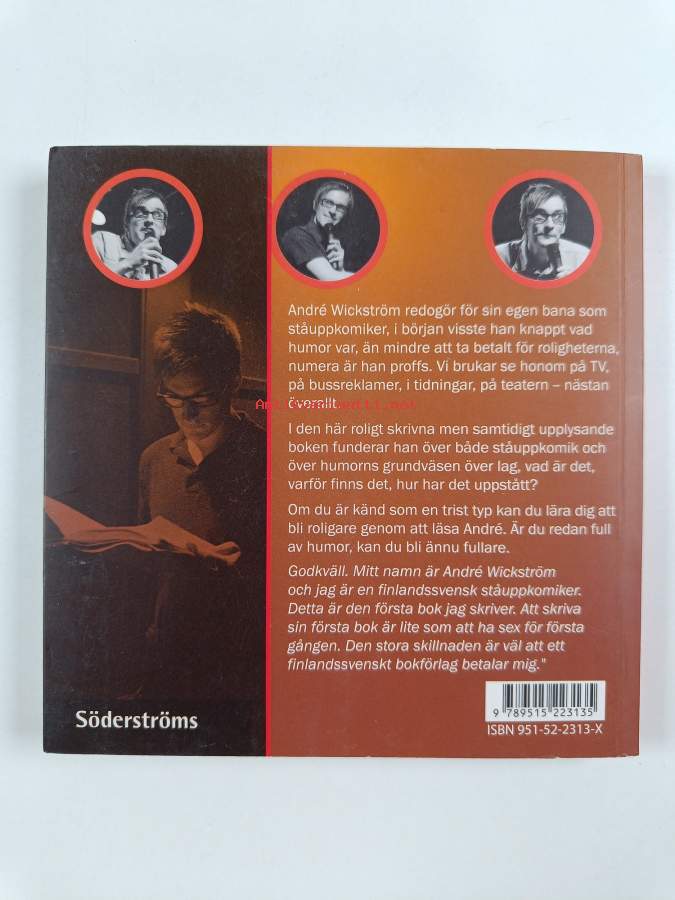 André Wickström redogör för sin egen bana som
ståuppkomiker, i början visste han knappt vad
humor var, än mindre att ta betalt för roligheterna,
numera är han proffs. Vi brukar se honom på TV,
på bussreklamer, i tidningar, på teatern – nästan
överallt.
I den här roligt skrivna men samtidigt upplysande
boken funderar han över både ståuppkomik och
över humorns grundväsen över lag, vad är det,
varför finns det, hur har det uppstått?
Om du är känd som en trist typ kan du lära dig att
bli roligare genom att läsa André. Är du redan full
av humor, kan du bli ännu fullare.
Godkväll. Mitt namn är André Wickström
och jag är en finlandssvensk ståuppkomiker.
Detta är den första bok jag skriver. Att skriva
sin första bok är lite som att ha sex för första
gången. Den stora skillnaden är väl att ett
finlandssvenskt bokförlag betalar mig."
Söderströms
9 789515 223135
ISBN 951-52-2313-X